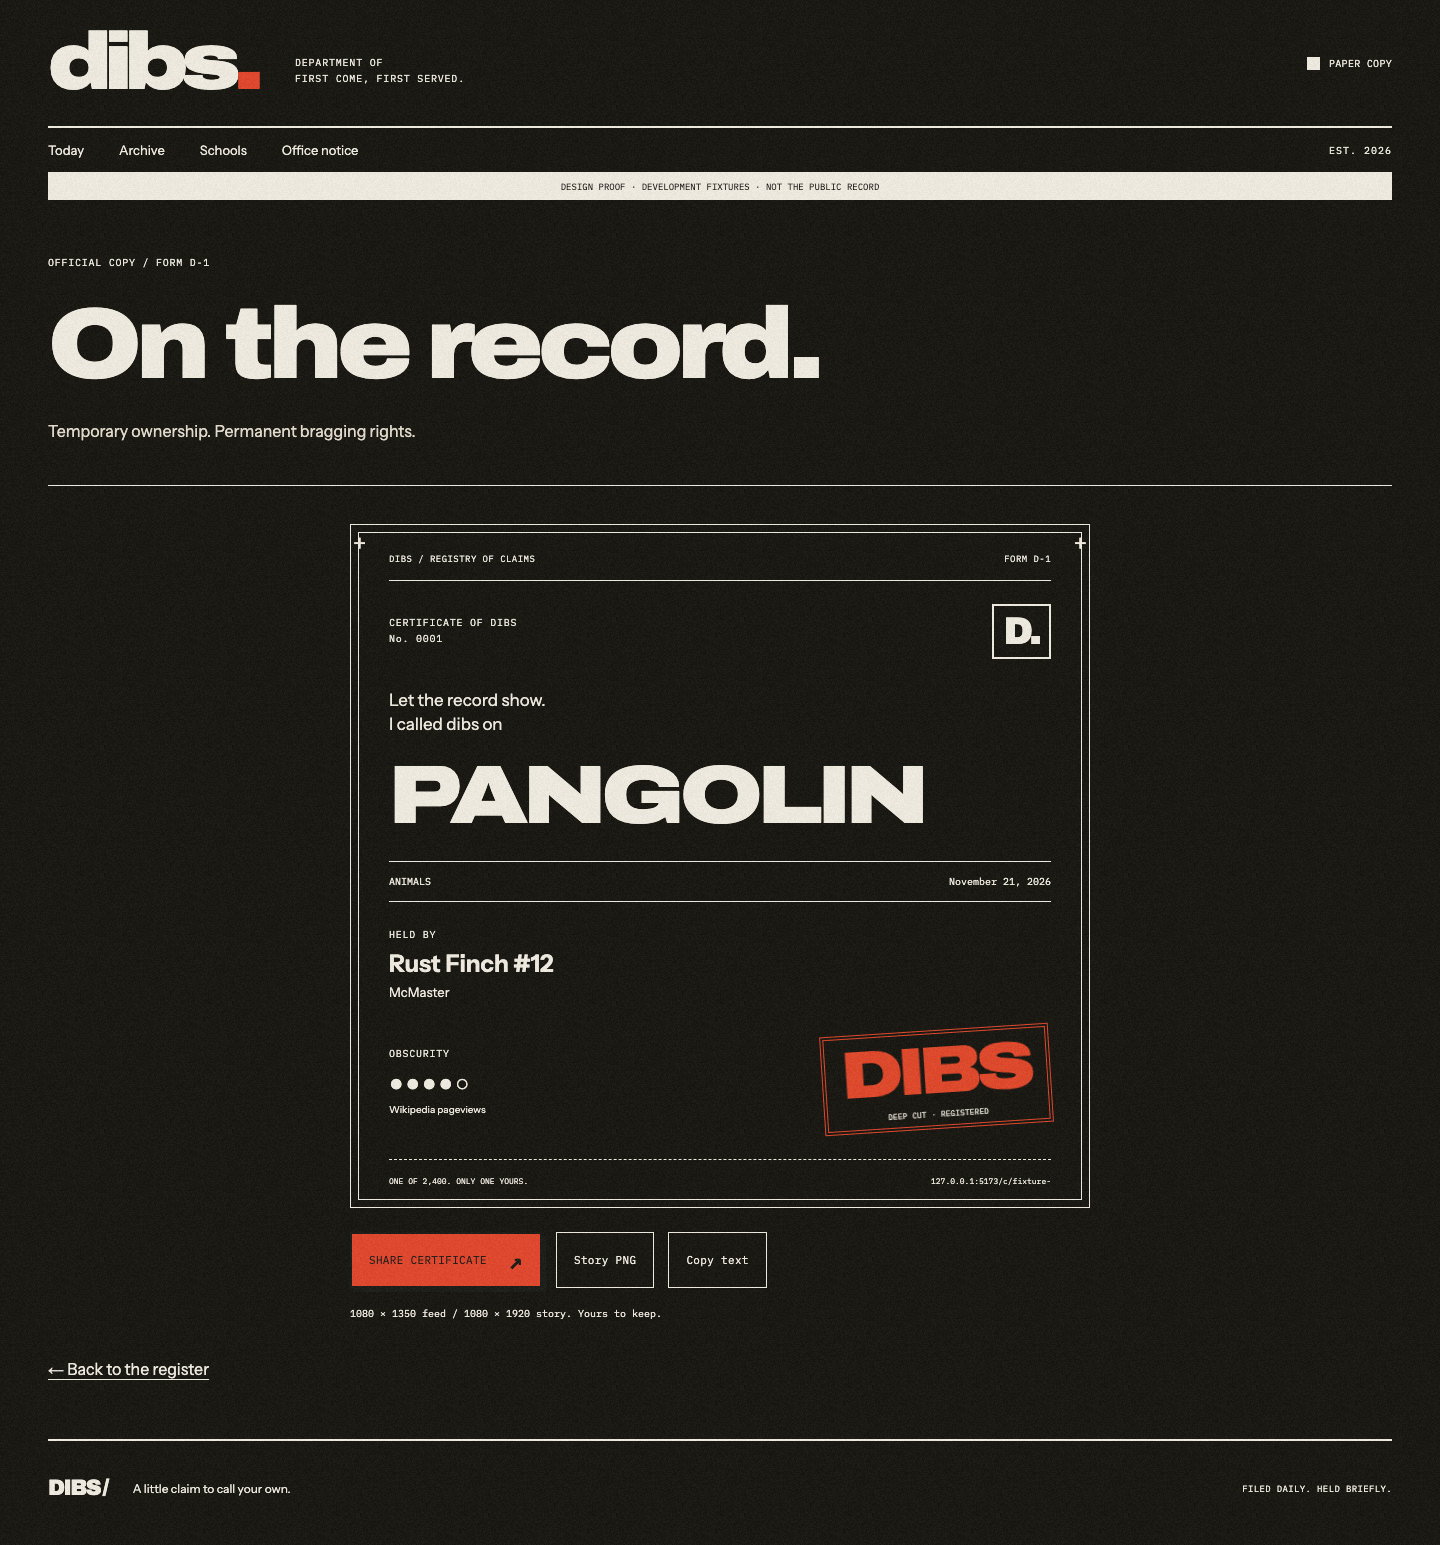 dibs.
DEPARTMENT OF
FIRST COME, FIRST SERVED.
PAPER COPY
Today Archive Schools Office notice
EST. 2026
DESIGN PROOF · DEVELOPMENT FIXTURES · NOT THE PUBLIC RECORD
OFFICIAL COPY / FORM D-1
On the record.
Temporary ownership. Permanent bragging rights.
DIBS / REGISTRY OF CLAIMS
FORM D-1
CERTIFICATE OF DIBS
No. 0001
D.
Let the record show.
I called dibs on
PANGOLIN
ANIMALS
November 21, 2026
HELD BY
Rust Finch #12
McMaster
OBSCURITY
Wikipedia pageviews
DIBS
DEEP CUT · REGISTERED
ONE OF 2,400. ONLY ONE YOURS.
127.0.0.1:5173/c/fixture-
SHARE CERTIFICATE ↗
Story PNG
Copy text
1080 × 1350 feed / 1080 × 1920 story. Yours to keep.
← Back to the register
DIBS/
A little claim to call your own.
FILED DAILY. HELD BRIEFLY.